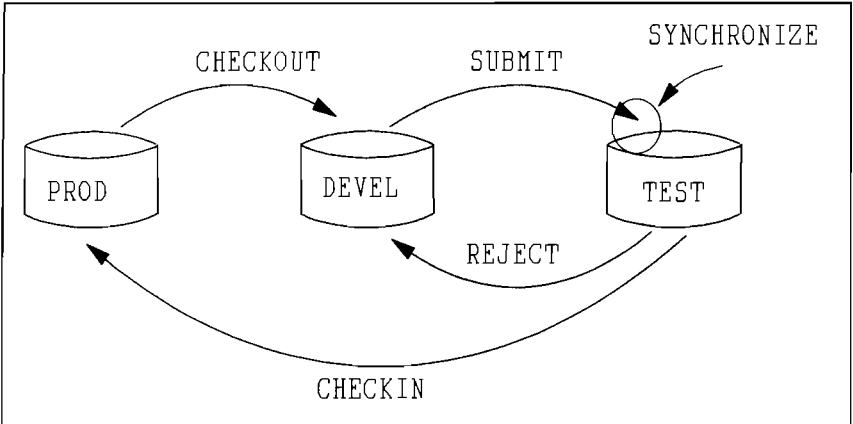 SYNCHRONIZE
CHECKOUT
SUBMIT
PROD
DEVEL
TEST
REJECT
CHECKIN